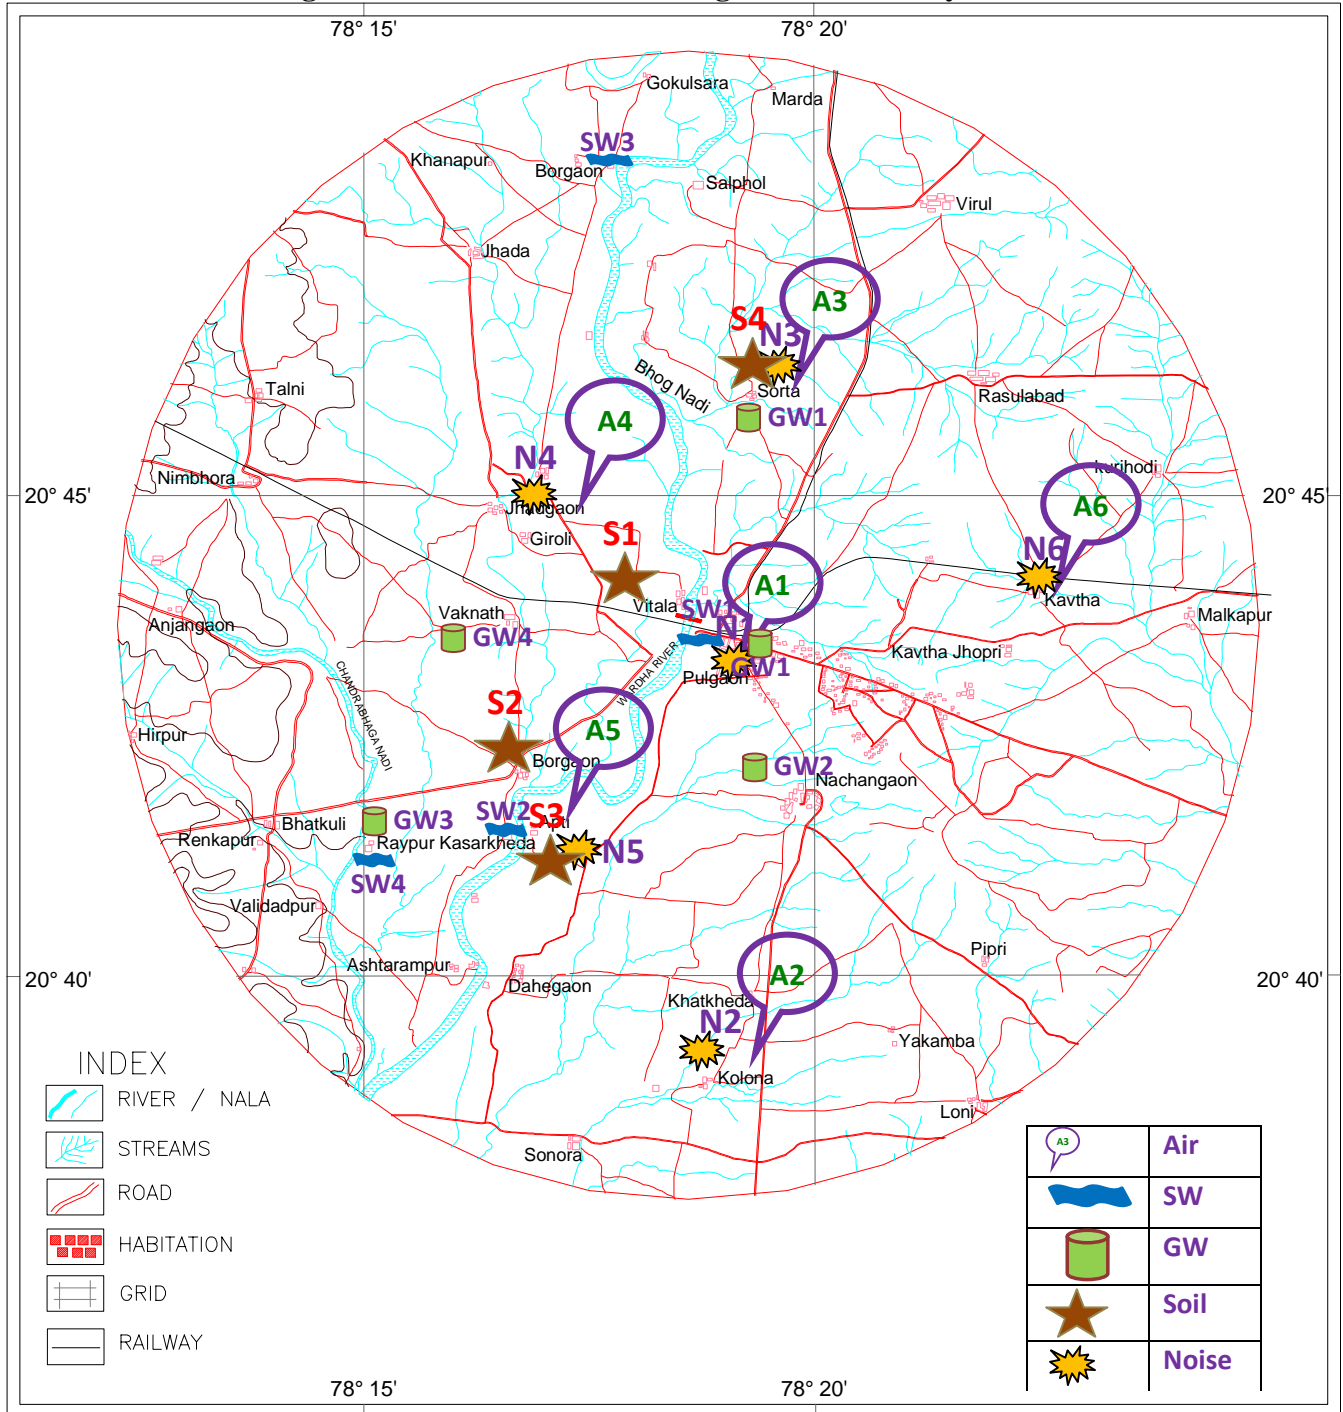 78° 15'
78° 20'
Gokulsara
Marda
SW3
Khanapur
Borgaon
Salphol
Virul
Jhada
A3
S4
N3
Bhog Nadi
Sorta
Talni
Rasulabad
A4
GW1
N4
kurihodi
Nimbhora
20° 45'
20° 45'
A6
Jhadgaon
S1
Giroli
N6
A1
Vaknath
Vitala
Kavtha
Anjangaon
Malkapur
GW4
Kavtha Jhopri
GW1
CHANDRABHAGA NADI
WARDHA RIVER
Pulgaon
S2
A5
Hirpur
Borgaon
GW2
Nachangaon
SW2
S3
GW3
Bhatkuli
Apti
Renkapur
Raypur Kasarkheda
N5
SW4
Validadpur
Pipri
Ashtarampur
20° 40'
20° 40'
A2
Dahegaon
Khatkheda
N2
Yakamba
Kolona
Loni
Sonora
INDEX
RIVER / NALA
STREAMS
ROAD
HABITATION
GRID
RAILWAY
A3
Air
SW
GW
Soil
Noise
78° 15'
78° 20'